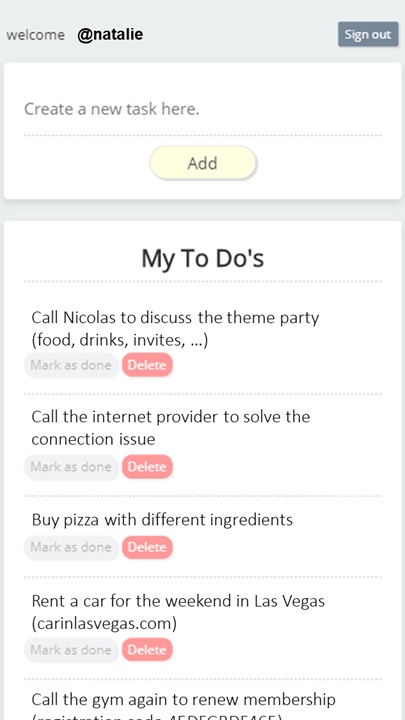 welcome @natalie
Sign out
Create a new task here.
Add
My To Do's
Call Nicolas to discuss the theme party
(food, drinks, invites, ...)
Mark as done Delete
Call the internet provider to solve the
connection issue
Mark as done Delete
Buy pizza with different ingredients
Mark as done Delete
Rent a car for the weekend in Las Vegas
(carinlasvegas.com)
Mark as done Delete
Call the gym again to renew membership
(registration code